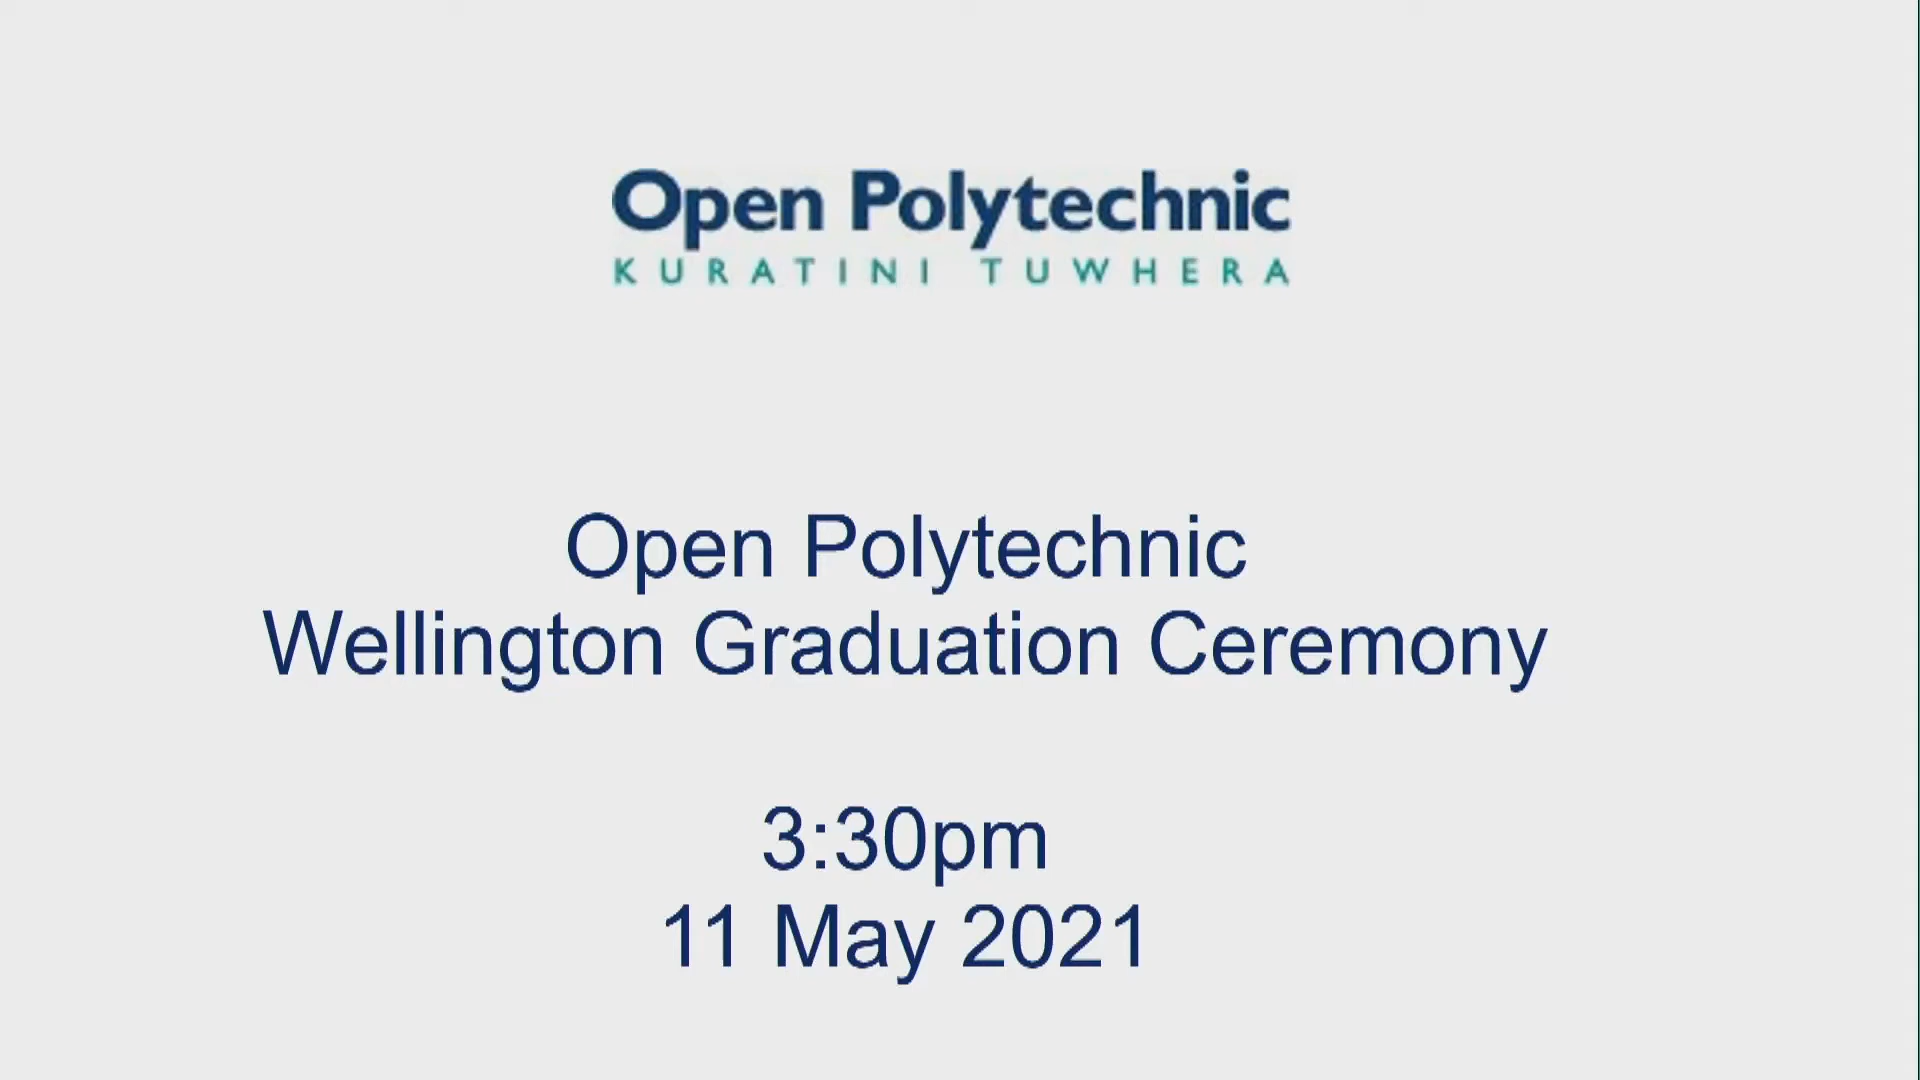 Open Polytechnic
KURATINI TUWHERA
Open Polytechnic
Wellington Graduation Ceremony
3:30pm
11 May 2021